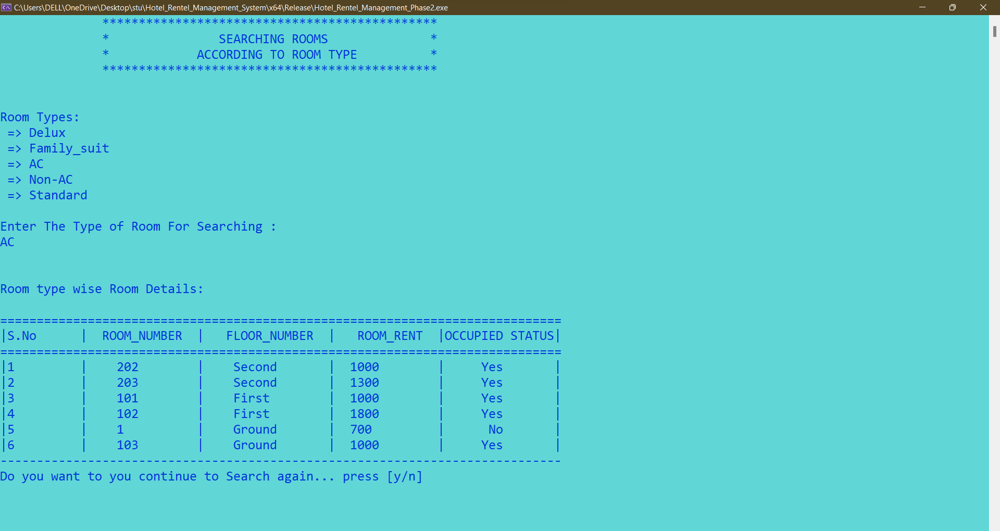 C:\Users\DELL\OneDrive\Desktop\stu\Hotel_Rentel_Management_System\x64\Release\Hotel_Rentel_Management_Phase2.exe
**********************************************
* SEARCHING ROOMS *
* ACCORDING TO ROOM TYPE *
**********************************************
Room Types:
=> Delux
=> Family_suit
=> AC
=> Non-AC
=> Standard
Enter The Type of Room For Searching :
AC
Room type wise Room Details:
=============================================================================
|S.No | ROOM_NUMBER | FLOOR_NUMBER | ROOM_RENT |OCCUPIED STATUS|
=============================================================================
|1 | 202 | Second | 1000 | Yes |
|2 | 203 | Second | 1300 | Yes |
|3 | 101 | First | 1000 | Yes |
|4 | 102 | First | 1800 | Yes |
|5 | 1 | Ground | 700 | No |
|6 | 103 | Ground | 1000 | Yes |
-----------------------------------------------------------------------------
Do you want to you continue to Search again... press [y/n]